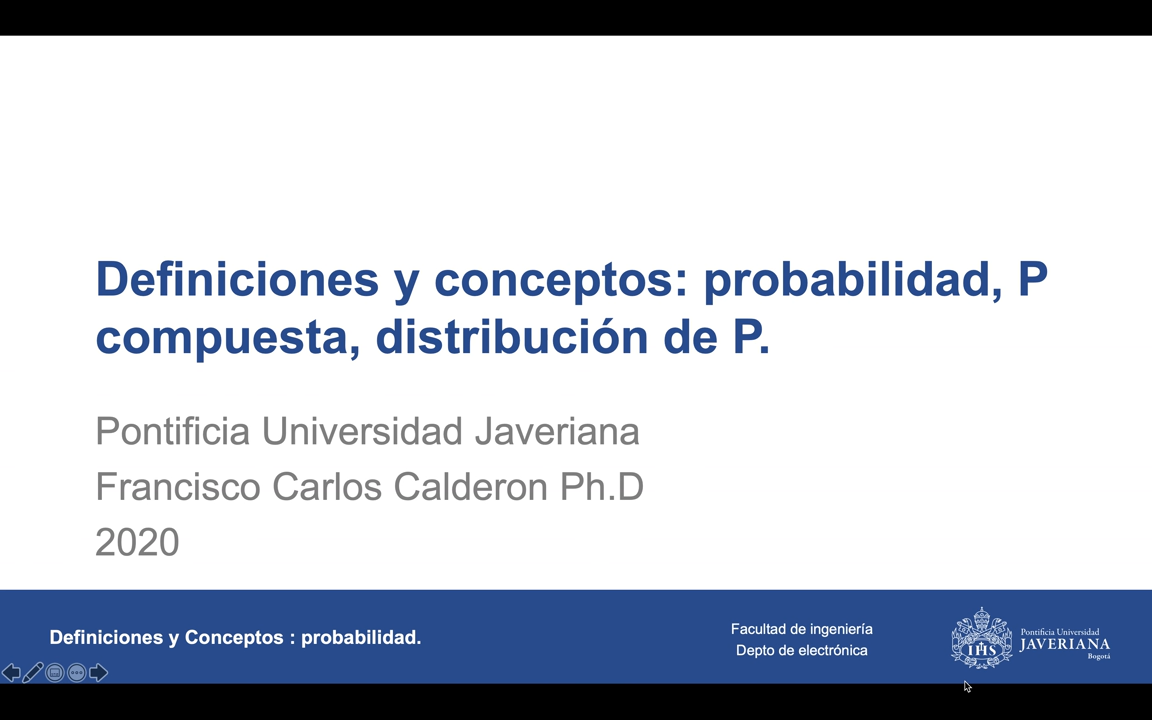 Definiciones y conceptos: probabilidad, P
compuesta, distribución de P.
Pontificia Universidad Javeriana
Francisco Carlos Calderon Ph.D
2020
Definiciones y Conceptos : probabilidad.
Facultad de ingeniería
Depto de electrónica
IHS
Pontificia Universidad
JAVERIANA
Bogotá